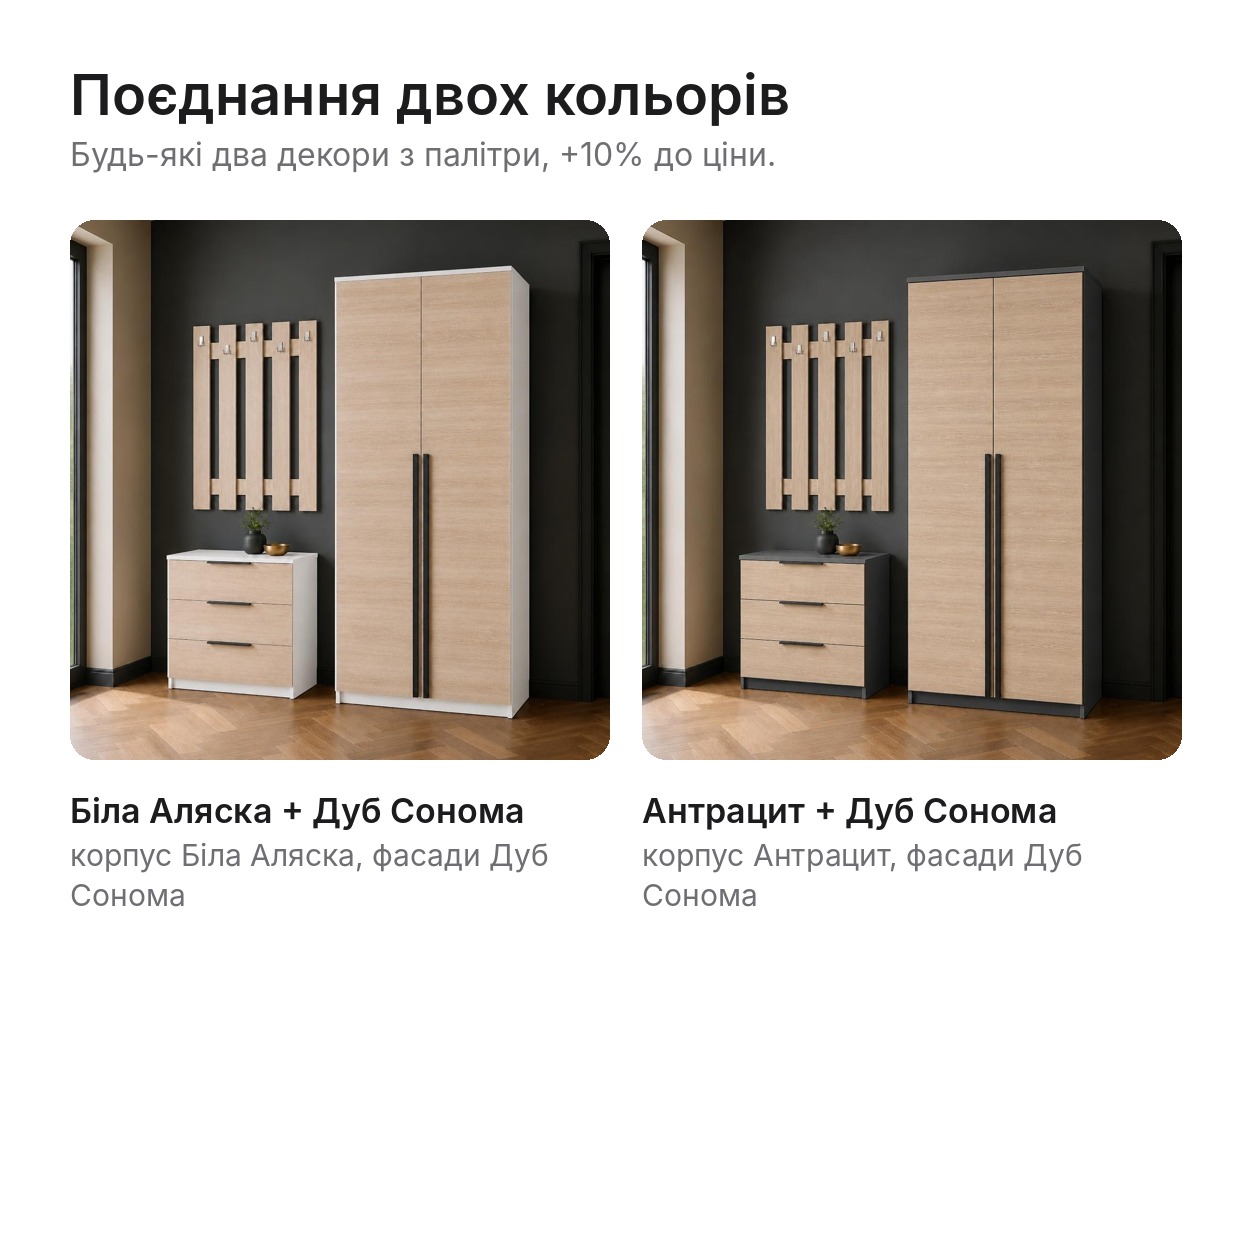 Поєднання двох кольорів
Будь-які два декори з палітри, +10% до ціни.
Біла Аляска + Дуб Сонома
корпус Біла Аляска, фасади Дуб
Сонома
Антрацит + Дуб Сонома
корпус Антрацит, фасади Дуб
Сонома